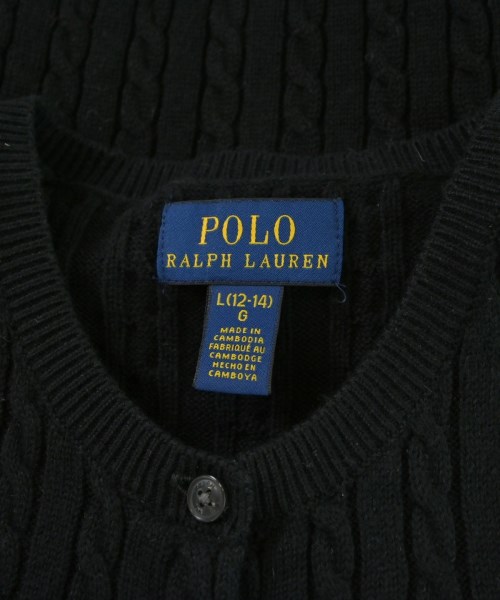 POLO
RALPH LAUREN
L(12-14)
G
MADE IN
CAMBODIA
FABRIQUÉ AU
CAMBODGE
HECHO EN
CAMBOYA